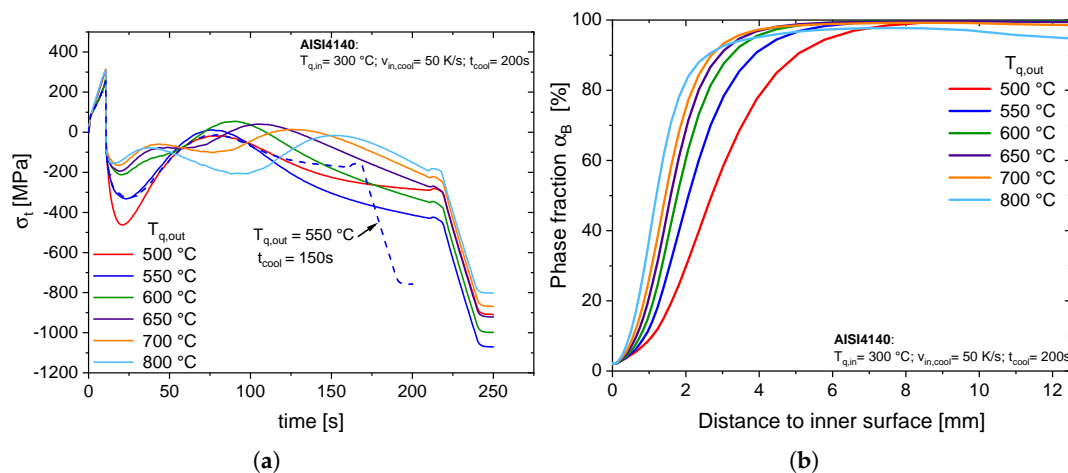 400
200
0
-200
-400
-600
-800
-1000
-1200
σt [MPa]
0
50
100
150
200
250
time [s]
AISI4140:
Tq,in= 300 °C; vin,cool= 50 K/s; tcool= 200s
Tq,out = 550 °C
tcool = 150s
Tq,out
500 °C
550 °C
600 °C
650 °C
700 °C
800 °C
(a)
100
80
60
40
20
0
Phase fraction αB [%]
0
2
4
6
8
10
12
Distance to inner surface [mm]
Tq,out
500 °C
550 °C
600 °C
650 °C
700 °C
800 °C
AISI4140:
Tq,in= 300 °C; vin,cool= 50 K/s; tcool= 200s
(b)